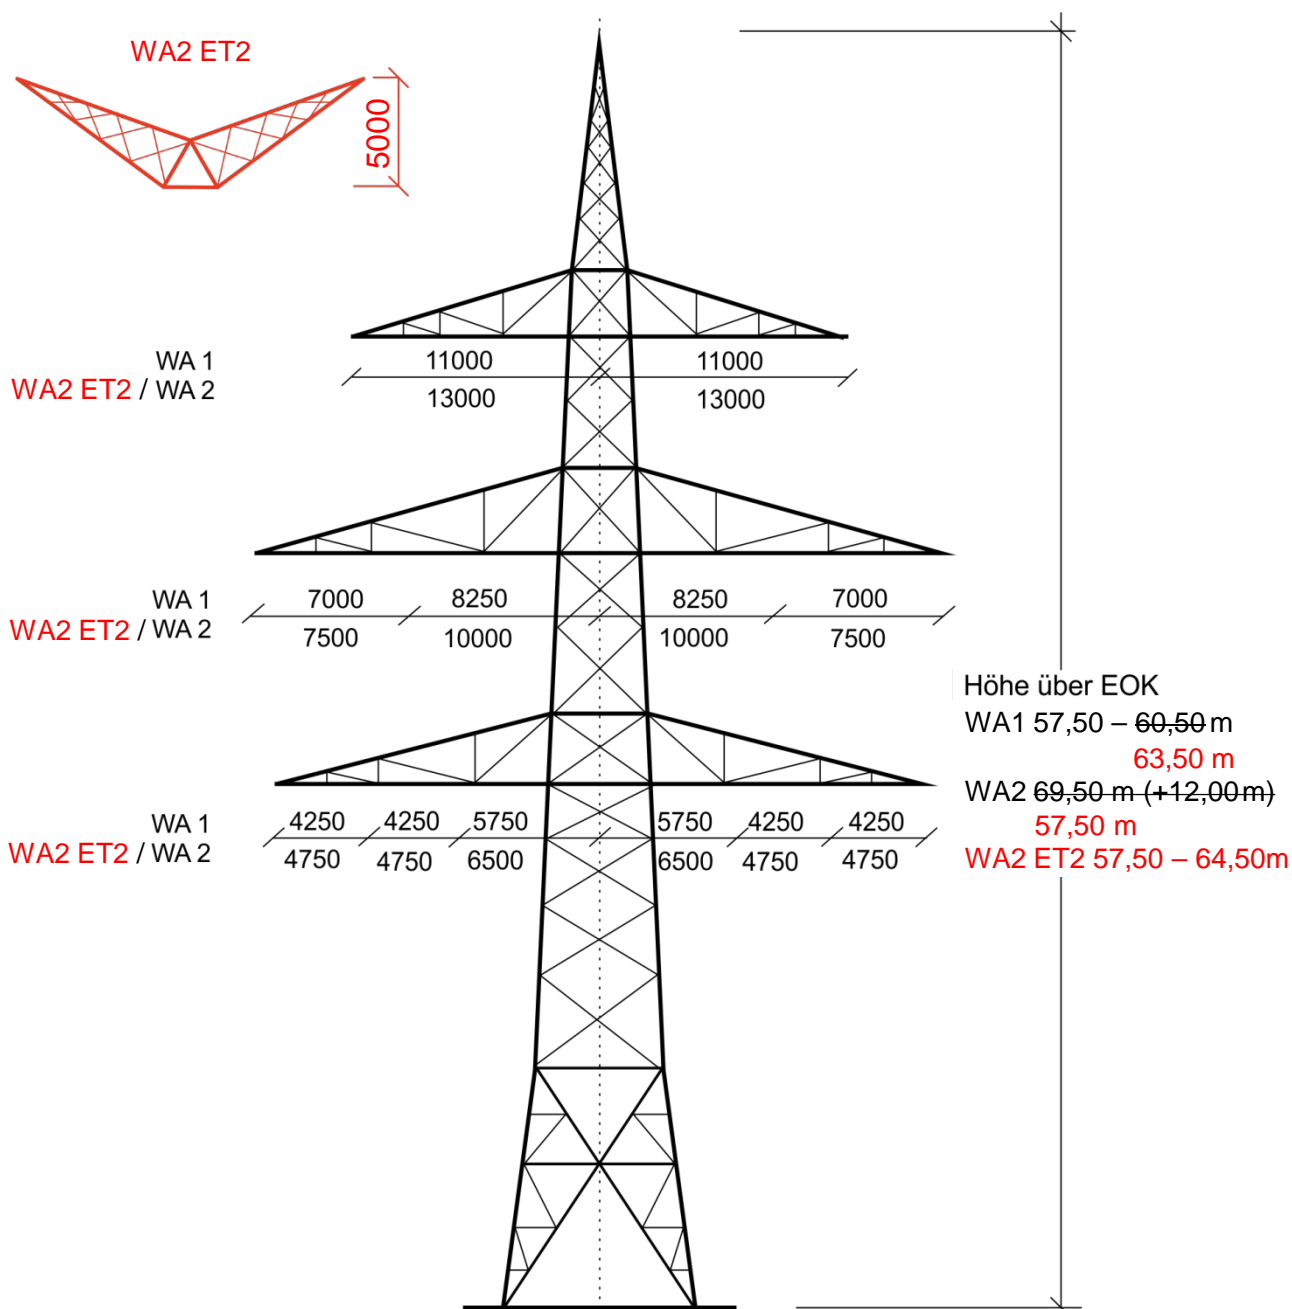 WA2 ET2
5000
WA 1
11000 11000
WA2 ET2 / WA 2
13000 13000
WA 1
7000 8250 8250 7000
WA2 ET2 / WA 2
7500 10000 10000 7500
Höhe über EOK
WA1 57,50 – 60,50 m
63,50 m
WA2 69,50 m (+12,00m)
57,50 m
WA 1
4250 4250 5750 5750 4250 4250
WA2 ET2 / WA 2
4750 4750 6500 6500 4750 4750
WA2 ET2 57,50 – 64,50m